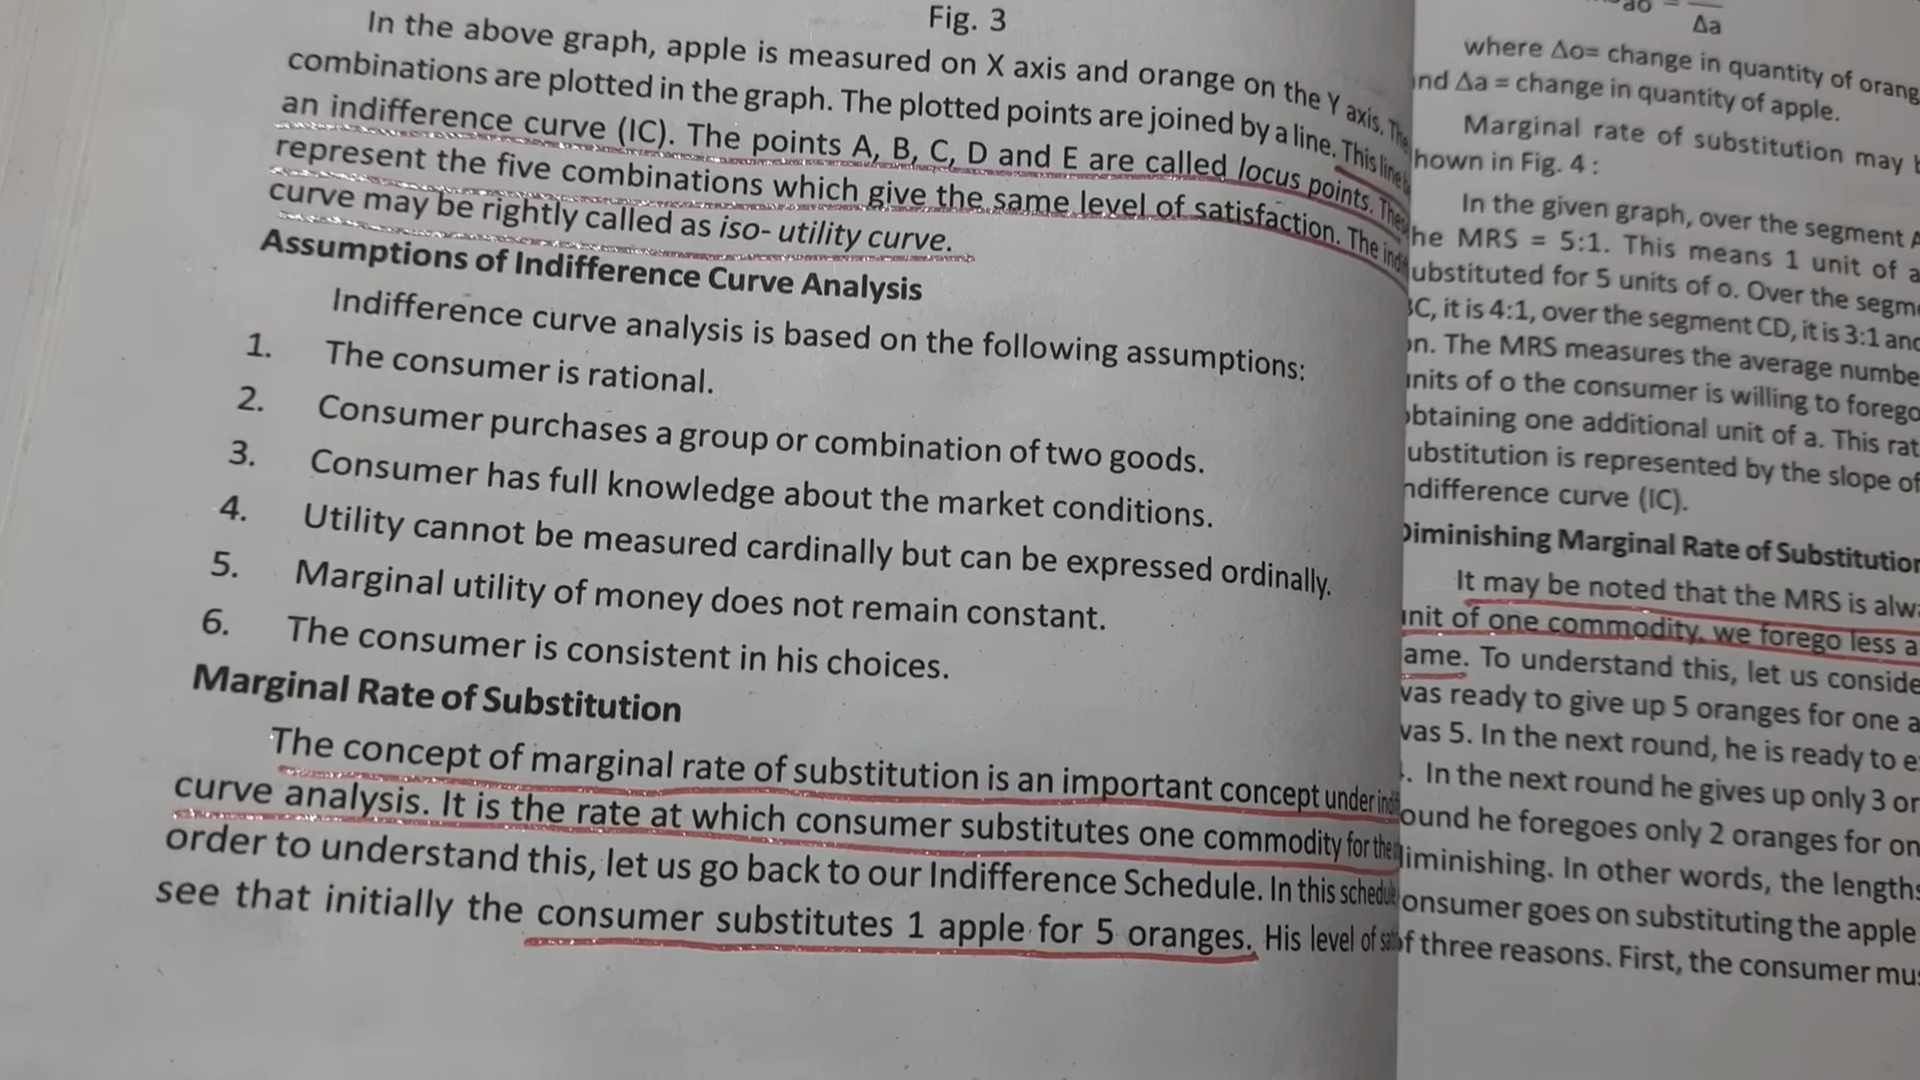 Fig. 3
In the above graph, apple is measured on X axis and orange on the Y axis.
combinations are plotted in the graph. The plotted points are joined by a line. This line
an indifference curve (IC). The points A, B, C, D and E are called locus points.
represent the five combinations which give the same level of satisfaction. The
curve may be rightly called as iso- utility curve.
Assumptions of Indifference Curve Analysis
Indifference curve analysis is based on the following assumptions:
1. The consumer is rational.
2. Consumer purchases a group or combination of two goods.
3. Consumer has full knowledge about the market conditions.
4. Utility cannot be measured cardinally but can be expressed ordinally.
5. Marginal utility of money does not remain constant.
6. The consumer is consistent in his choices.
Marginal Rate of Substitution
The concept of marginal rate of substitution is an important concept under
curve analysis. It is the rate at which consumer substitutes one commodity for the
order to understand this, let us go back to our Indifference Schedule. In this schedule
see that initially the consumer substitutes 1 apple for 5 oranges. His level of
Δa
where Δo= change in quantity of orang
nd Δa = change in quantity of apple.
Marginal rate of substitution may
hown in Fig. 4 :
In the given graph, over the segment A
he MRS = 5:1. This means 1 unit of a
ubstituted for 5 units of o. Over the segm
BC, it is 4:1, over the segment CD, it is 3:1 and
on. The MRS measures the average numbe
units of o the consumer is willing to forego
obtaining one additional unit of a. This rat
ubstitution is represented by the slope of
ndifference curve (IC).
Diminishing Marginal Rate of Substitution
It may be noted that the MRS is alwa
unit of one commodity, we forego less a
ame. To understand this, let us conside
was ready to give up 5 oranges for one a
was 5. In the next round, he is ready to e
. In the next round he gives up only 3 or
ound he foregoes only 2 oranges for on
diminishing. In other words, the lengths
onsumer goes on substituting the apple
of three reasons. First, the consumer mus